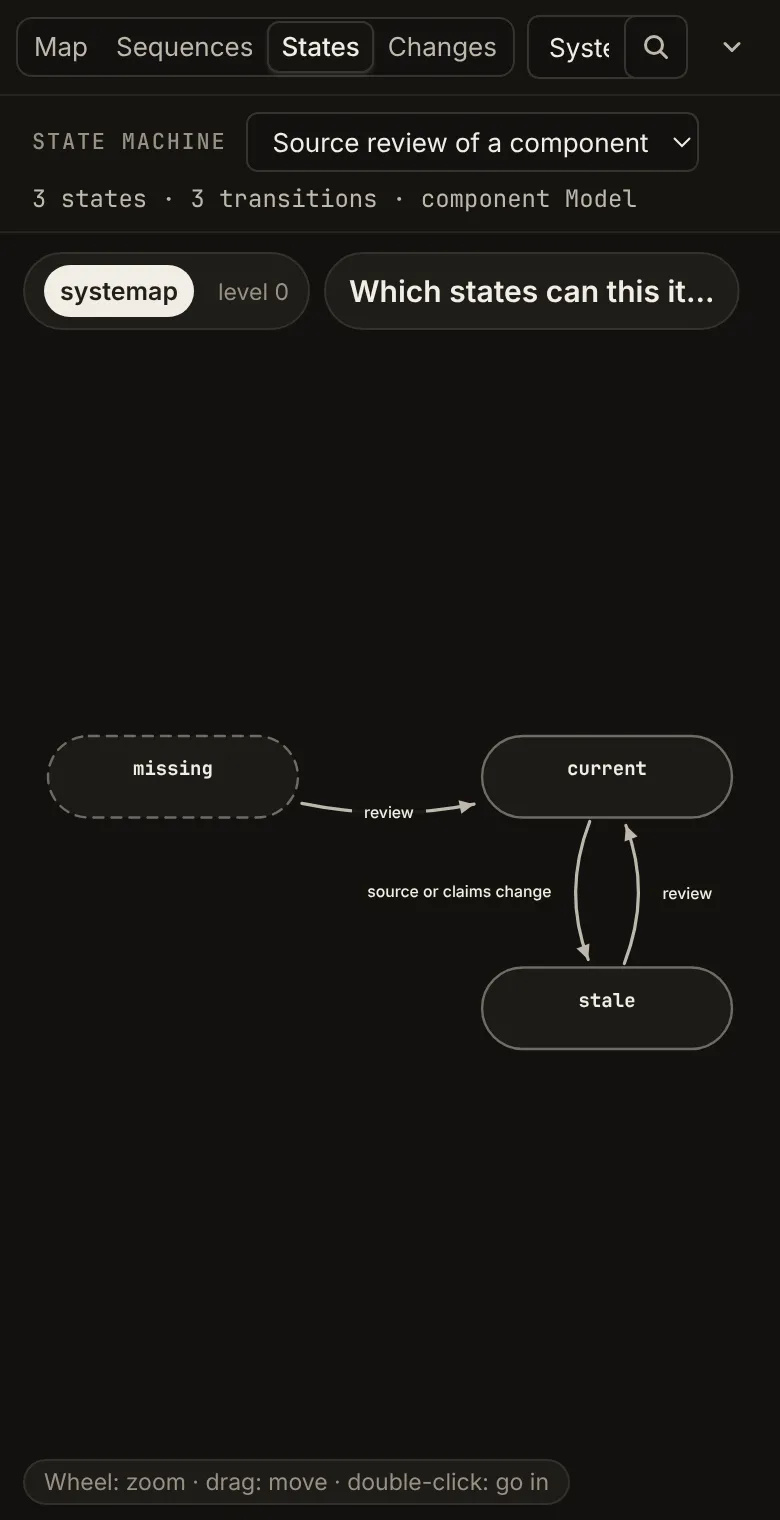 Map Sequences States Changes Syste
STATE MACHINE Source review of a component
3 states · 3 transitions · component Model
systemap level 0 Which states can this it...
missing current
review
source or claims change review
stale
Wheel: zoom · drag: move · double-click: go in